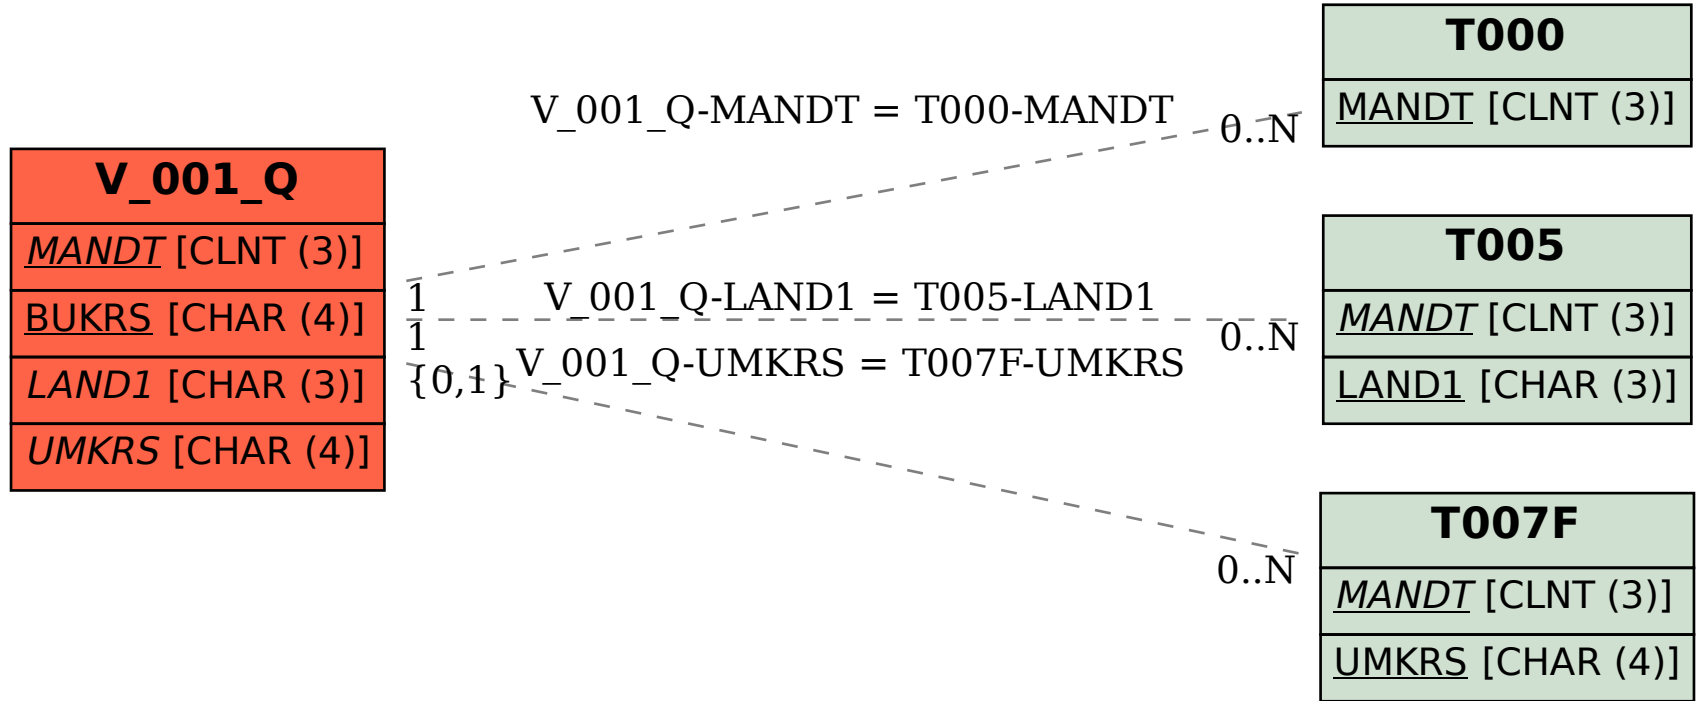 V_001_Q
MANDT [CLNT (3)]
BUKRS [CHAR (4)]
LAND1 [CHAR (3)]
UMKRS [CHAR (4)]
V_001_Q-MANDT = T000-MANDT
0..N
1
V_001_Q-LAND1 = T005-LAND1
1
0..N
V_001_Q-UMKRS = T007F-UMKRS
{0,1}
0..N
T000
MANDT [CLNT (3)]
T005
MANDT [CLNT (3)]
LAND1 [CHAR (3)]
T007F
MANDT [CLNT (3)]
UMKRS [CHAR (4)]